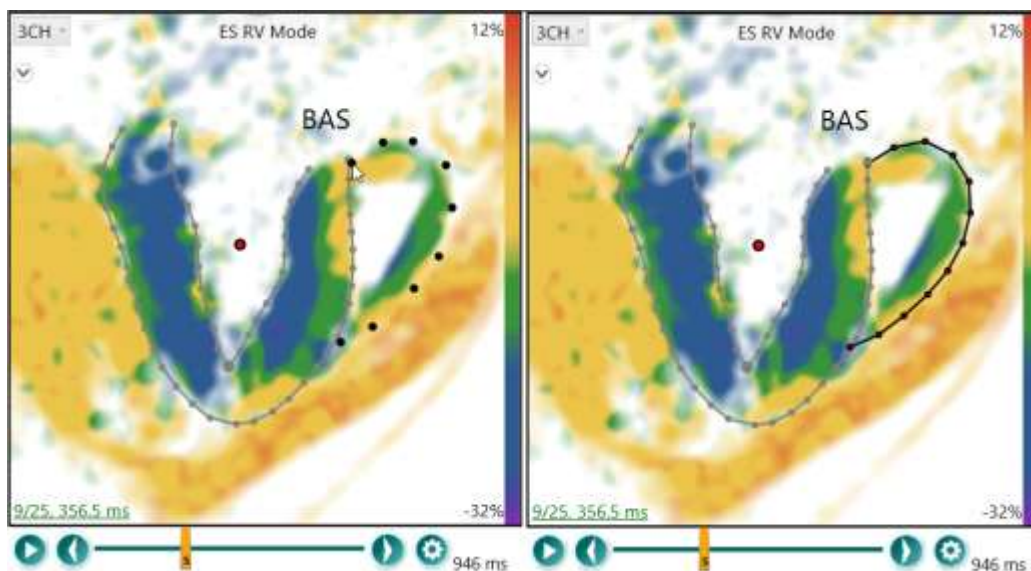 3CH ES RV Mode 12%
BAS
9/25, 356.5 ms -32%
946 ms
3CH ES RV Mode 12%
BAS
9/25, 356.5 ms -32%
946 ms